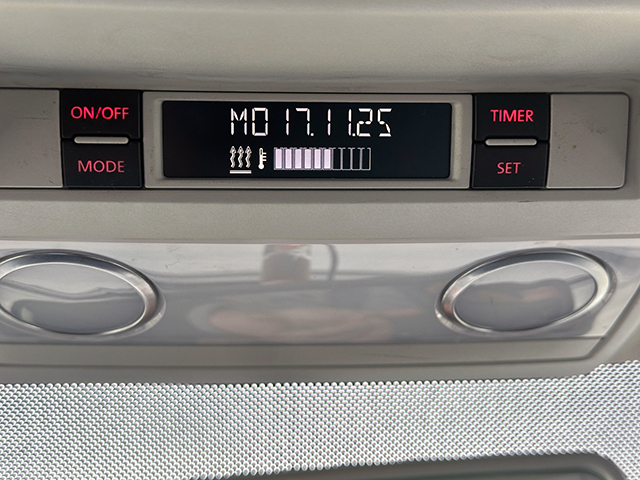 ON/OFF
MO 17.11.25
TIMER
MODE
SET